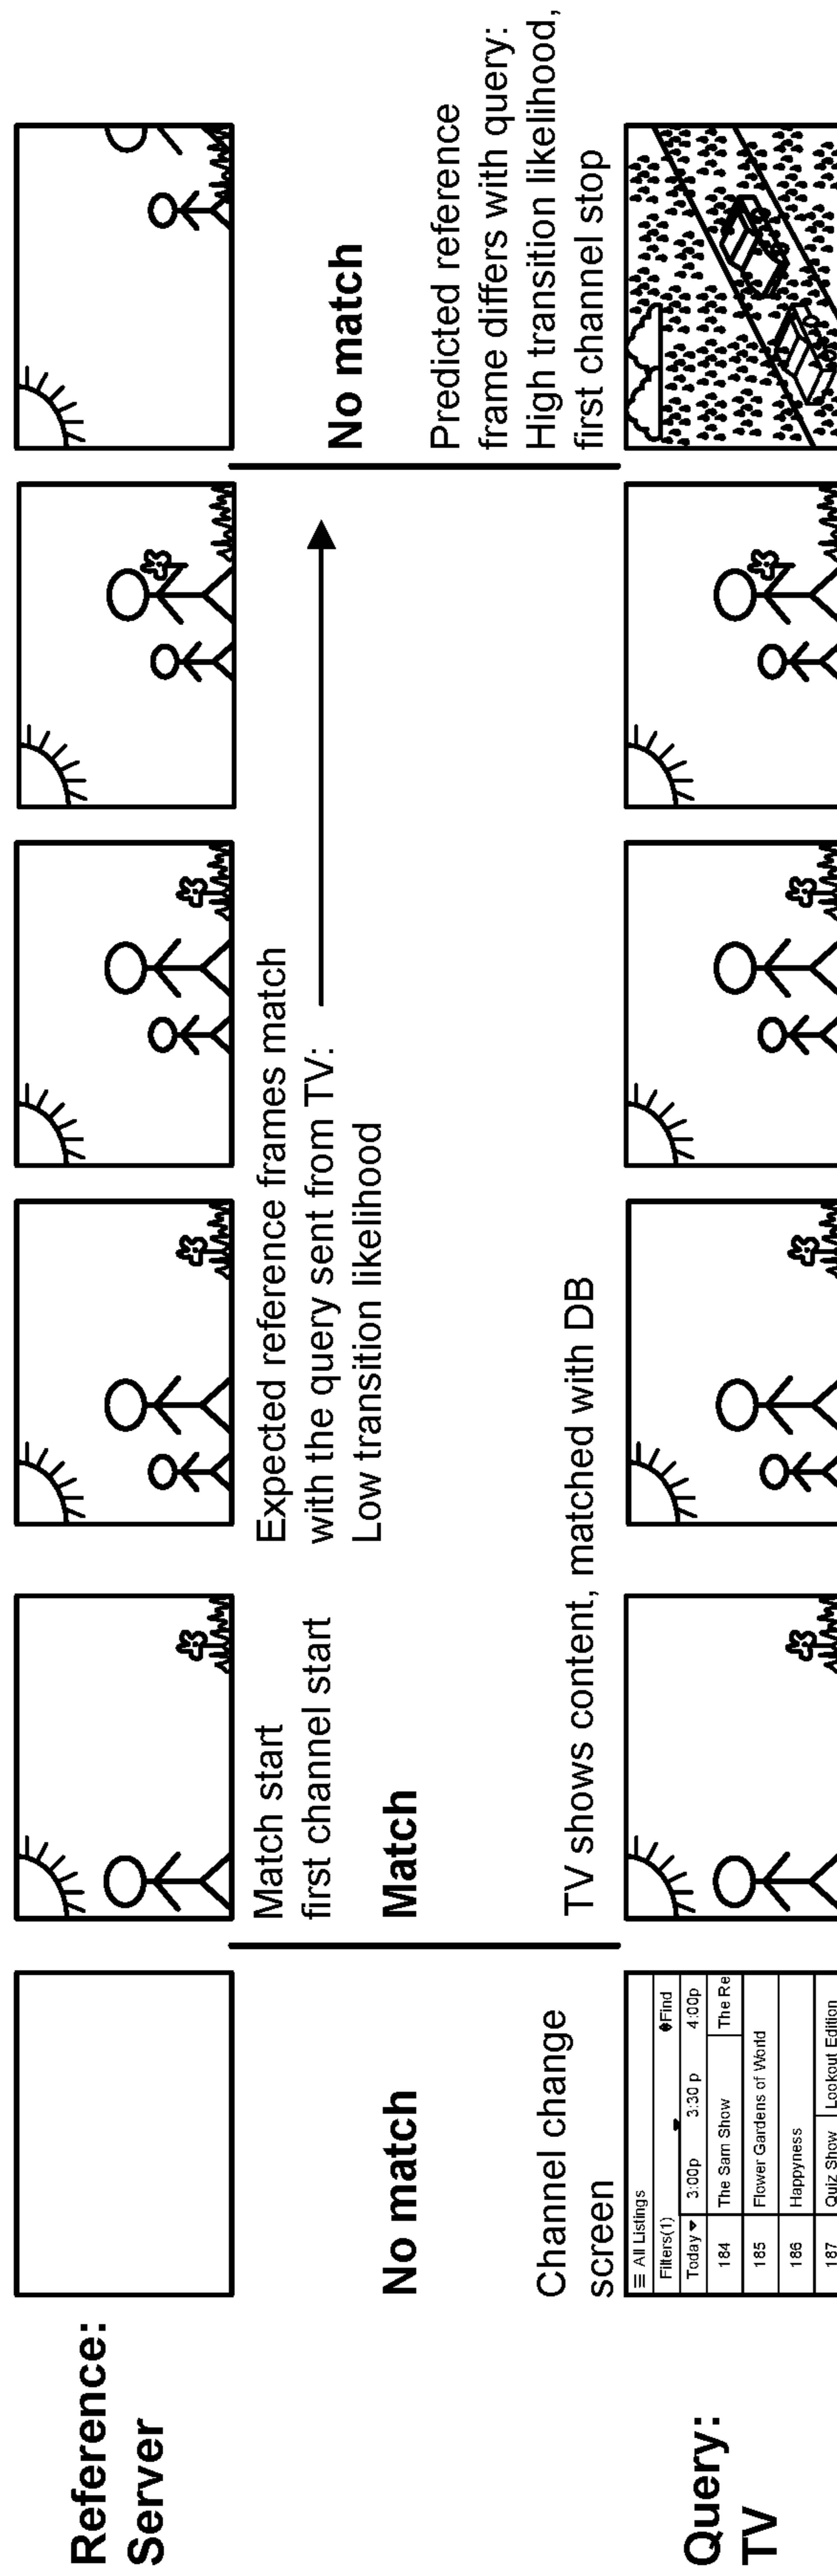 Reference:
Server
No match
Match start
first channel start
Match
Expected reference frames match
with the query sent from TV:
Low transition likelihood
No match
Predicted reference
frame differs with query:
High transition likelihood,
first channel stop
Channel change
screen
TV shows content, matched with DB
Query:
TV
All Listings
Filters(1) Find
Today 3:00p 3:30 p 4:00p
184 The Sam Show The Re
185 Flower Gardens of World
186 Happyness
187 Quiz Show Lookout Edition